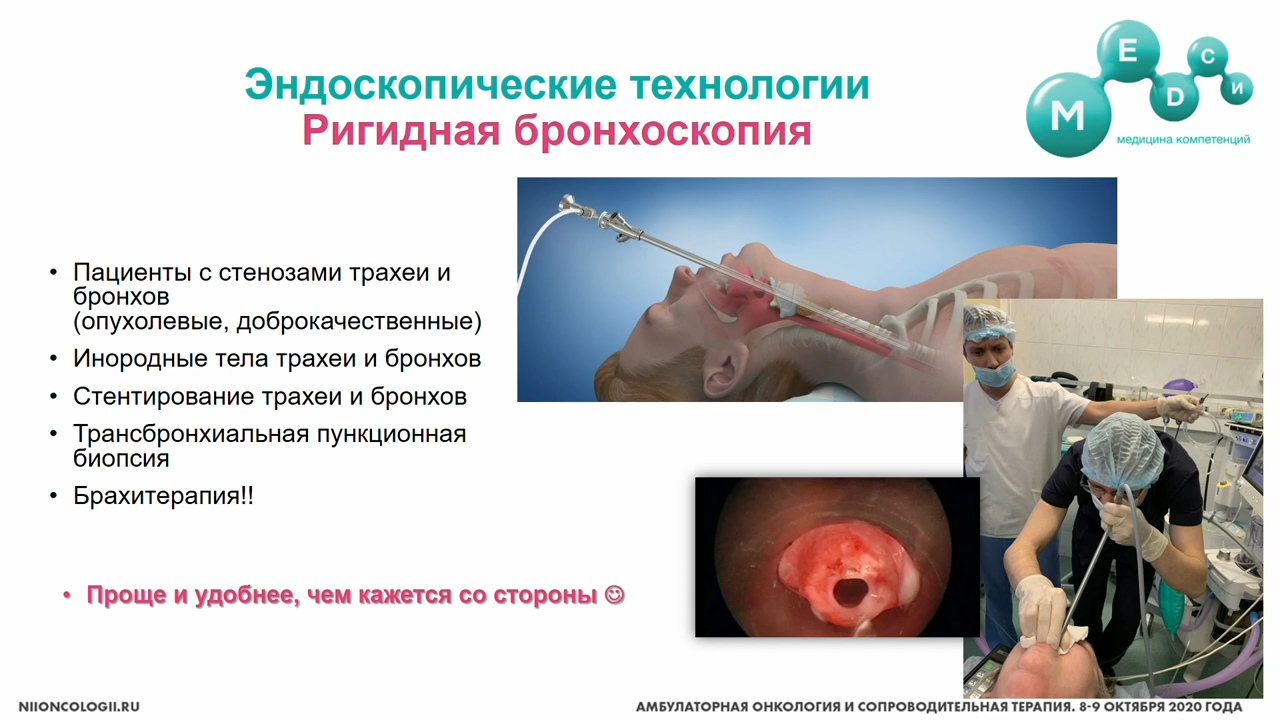 Эндоскопические технологии
Ригидная бронхоскопия
М Е D С И
медицина компетенций
• Пациенты с стенозами трахеи и
бронхов
(опухолевые, доброкачественные)
• Инородные тела трахеи и бронхов
• Стентирование трахеи и бронхов
• Трансбронхиальная пункционная
биопсия
• Брахитерапия!!
• Проще и удобнее, чем кажется со стороны ☺
NIIONCOLOGII.RU
АМБУЛАТОРНАЯ ОНКОЛОГИЯ И СОПРОВОДИТЕЛЬНАЯ ТЕРАПИЯ. 8-9 ОКТЯБРЯ 2020 ГОДА